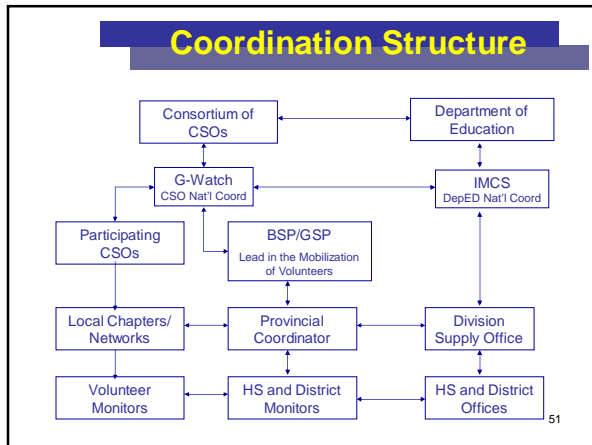 Coordination Structure
Consortium of
CSOs
Department of
Education
G-Watch
CSO Nat'l Coord
IMCS
DepED Nat'l Coord
Participating
CSOs
BSP/GSP
Lead in the Mobilization
of Volunteers
Local Chapters/
Networks
Provincial
Coordinator
Division
Supply Office
Volunteer
Monitors
HS and District
Monitors
HS and District
Offices
51